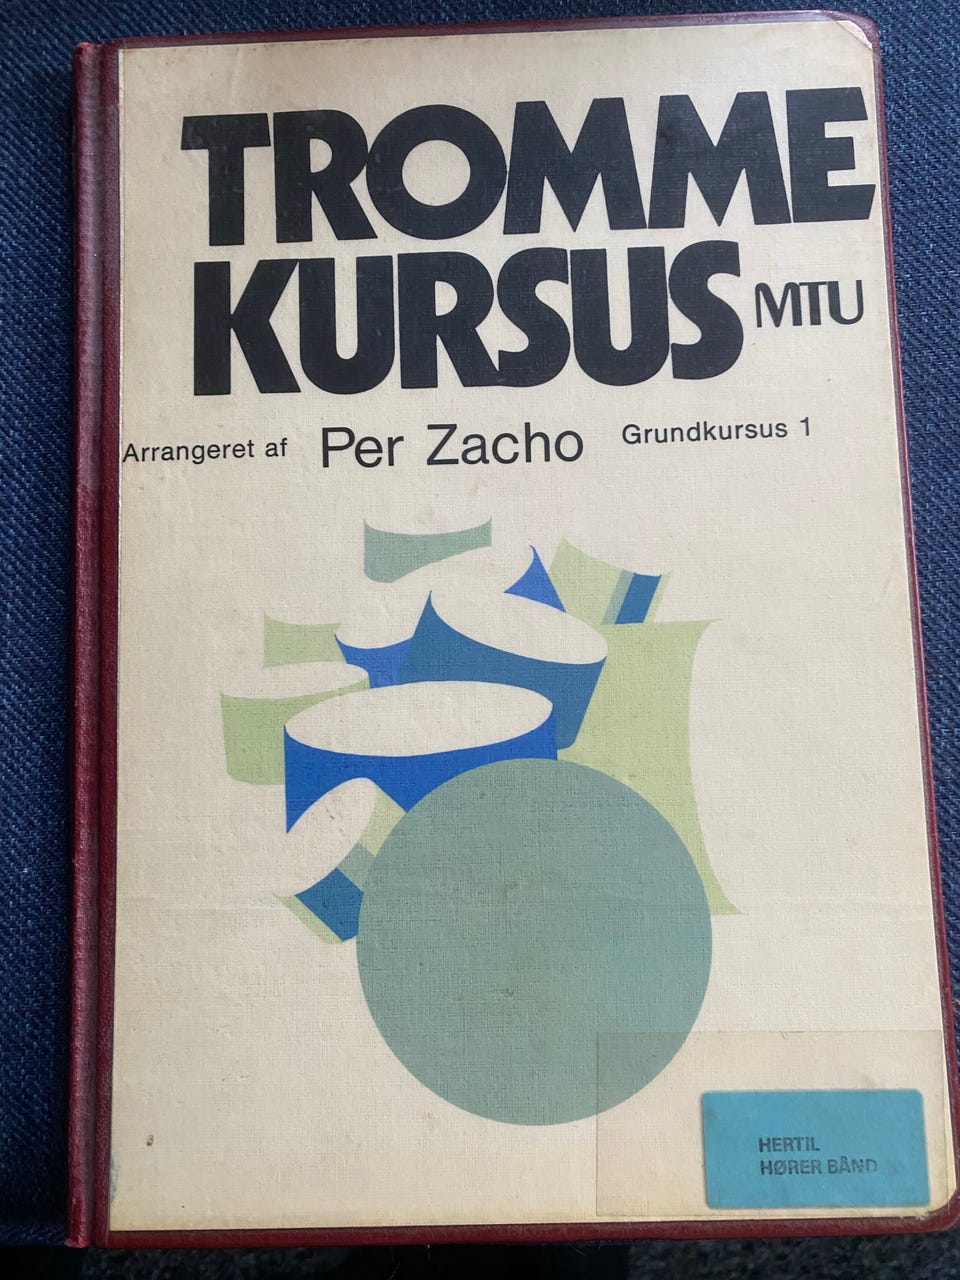 TROMME
KURSUS MTU
Arrangeret af Per Zacho Grundkursus 1
HERTIL
HØRER BÅND